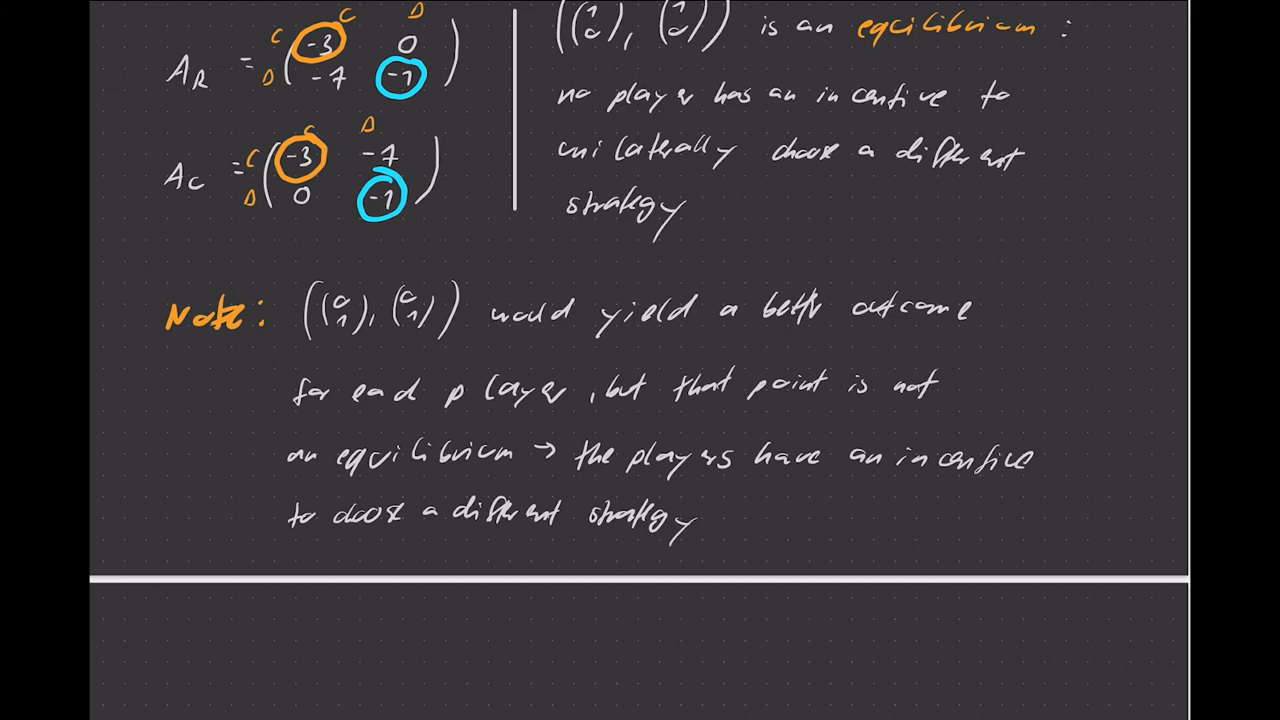 C D
A_R = C ( -3 0 )
D ( -7 -1 )
C D
A_C = C ( -3 -7 )
D ( 0 -1 )
((1 0), (1 0)) is an equilibrium :
no player has an incentive to
unilaterally choose a different
strategy
Note: ((0 1), (0 1)) would yield a better outcome
for each player, but that point is not
an equilibrium → the players have an incentive
to choose a different strategy